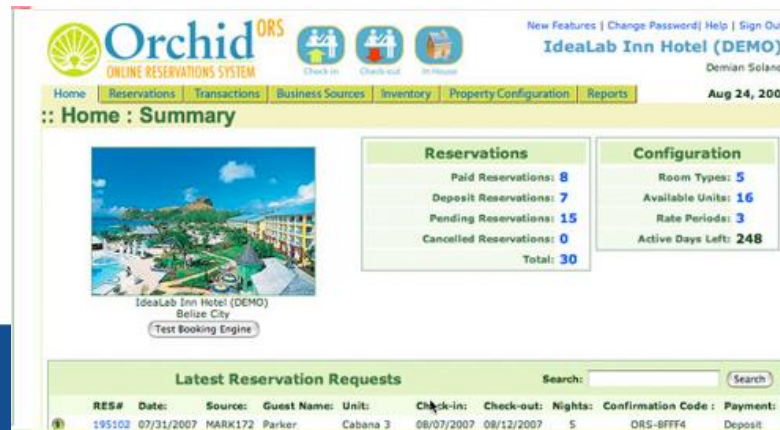 Orchid ORS
ONLINE RESERVATIONS SYSTEM
Check-in Check-out In House
New Features | Change Password| Help | Sign Ou
IdeaLab Inn Hotel (DEMO)
Demian Solan
Home Reservations Transactions Business Sources Inventory Property Configuration Reports Aug 24, 200
:: Home : Summary
Reservations
Paid Reservations: 8
Deposit Reservations: 7
Pending Reservations: 15
Cancelled Reservations: 0
Total: 30
Configuration
Room Types: 5
Available Units: 16
Rate Periods: 3
Active Days Left: 248
IdeaLab Inn Hotel (DEMO)
Belize City
Test Booking Engine
Latest Reservation Requests Search: Search
RES# Date: Source: Guest Name: Unit: Check-in: Check-out: Nights: Confirmation Code : Payment:
195102 07/31/2007 MARK172 Parker Cabana 3 08/07/2007 08/12/2007 5 ORS-8FFF4 Deposit